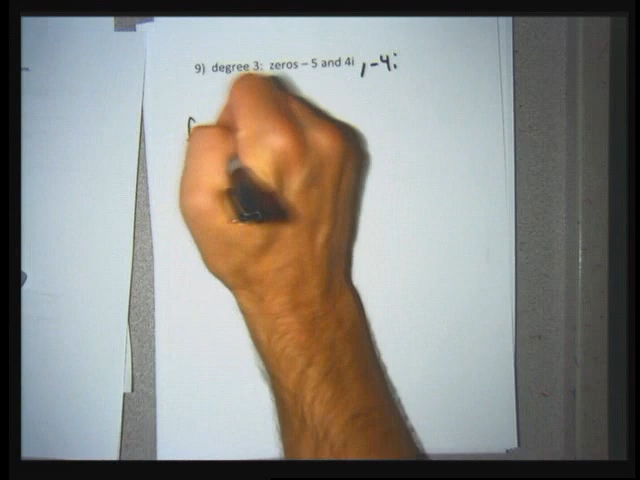 9) degree 3: zeros – 5 and 4i , -4i